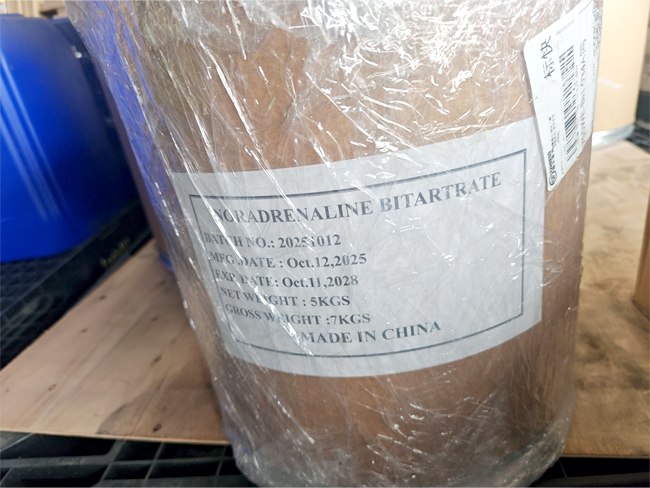 NORADRENALINE BITARTRATE
BATCH NO.: 20251012
MFG .DATE : Oct.12,2025
EXP. DATE: Oct.11,2028
NET WEIGHT : 5KGS
GROSS WEIGHT :7KGS
MADE IN CHINA